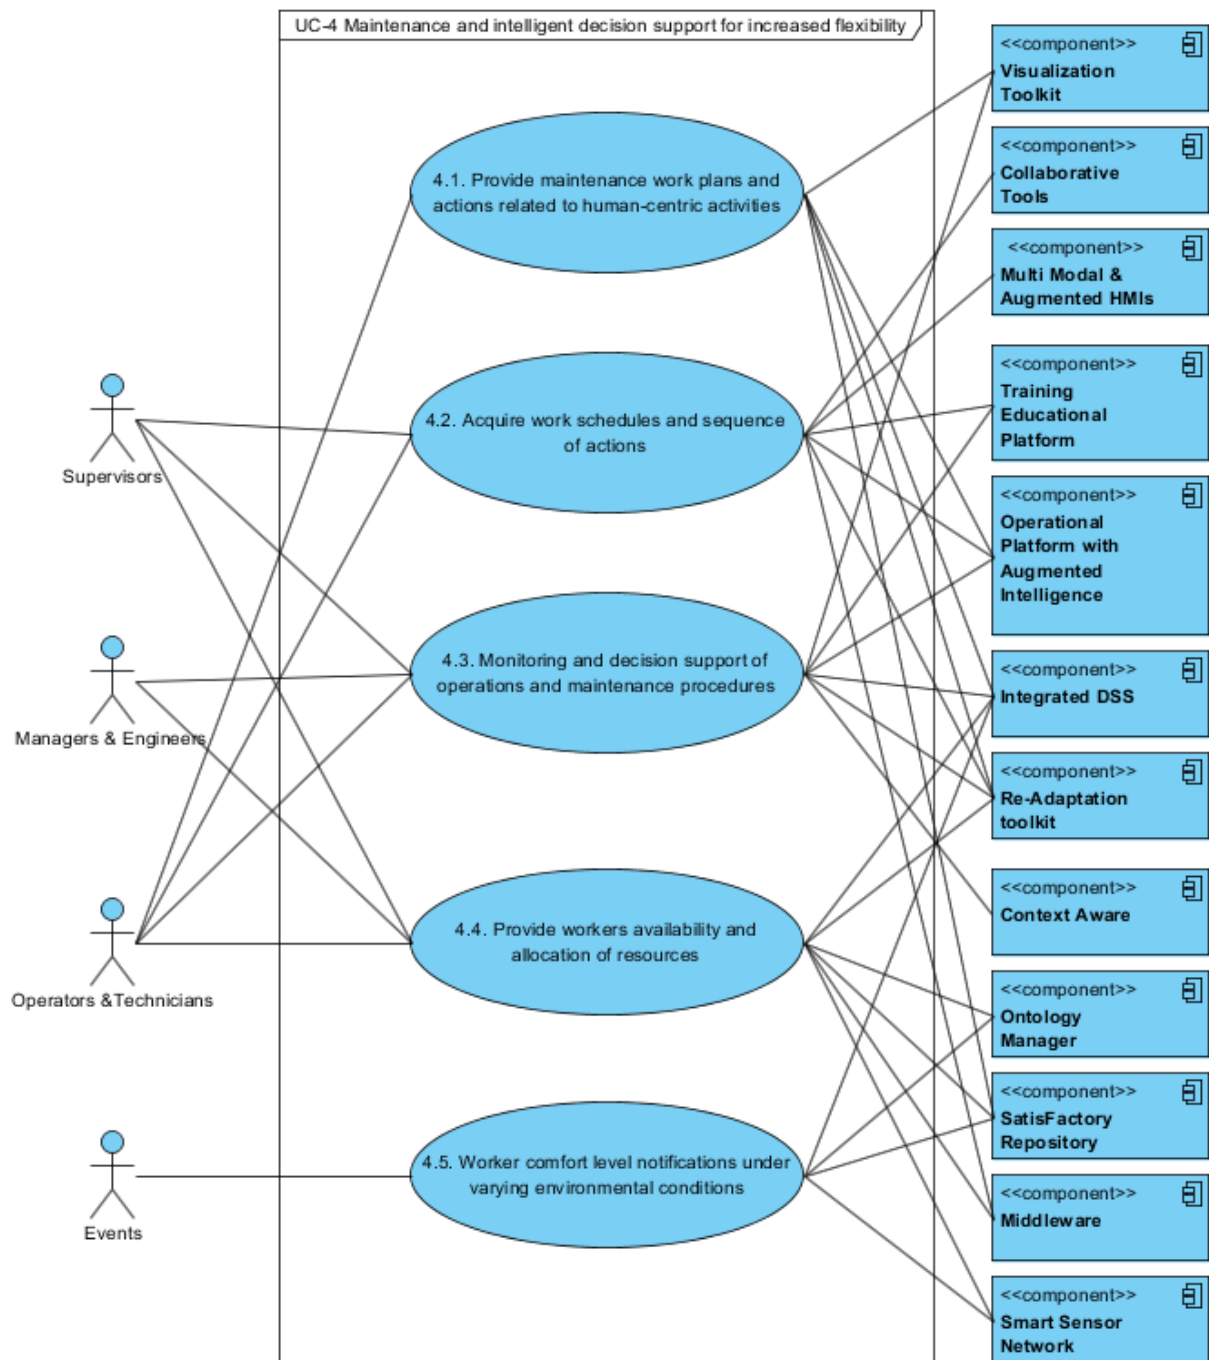 UC-4 Maintenance and intelligent decision support for increased flexibility
4.1. Provide maintenance work plans and
actions related to human-centric activities
4.2. Acquire work schedules and sequence
of actions
4.3. Monitoring and decision support of
operations and maintenance procedures
4.4. Provide workers availability and
allocation of resources
4.5. Worker comfort level notifications under
varying environmental conditions
Supervisors
Managers & Engineers
Operators &Technicians
Events
<<component>>
Visualization
Toolkit
<<component>>
Collaborative
Tools
<<component>>
Multi Modal &
Augmented HMIs
<<component>>
Training
Educational
Platform
<<component>>
Operational
Platform with
Augmented
Intelligence
<<component>>
Integrated DSS
<<component>>
Re-Adaptation
toolkit
<<component>>
Context Aware
<<component>>
Ontology
Manager
<<component>>
SatisFactory
Repository
<<component>>
Middleware
<<component>>
Smart Sensor
Network